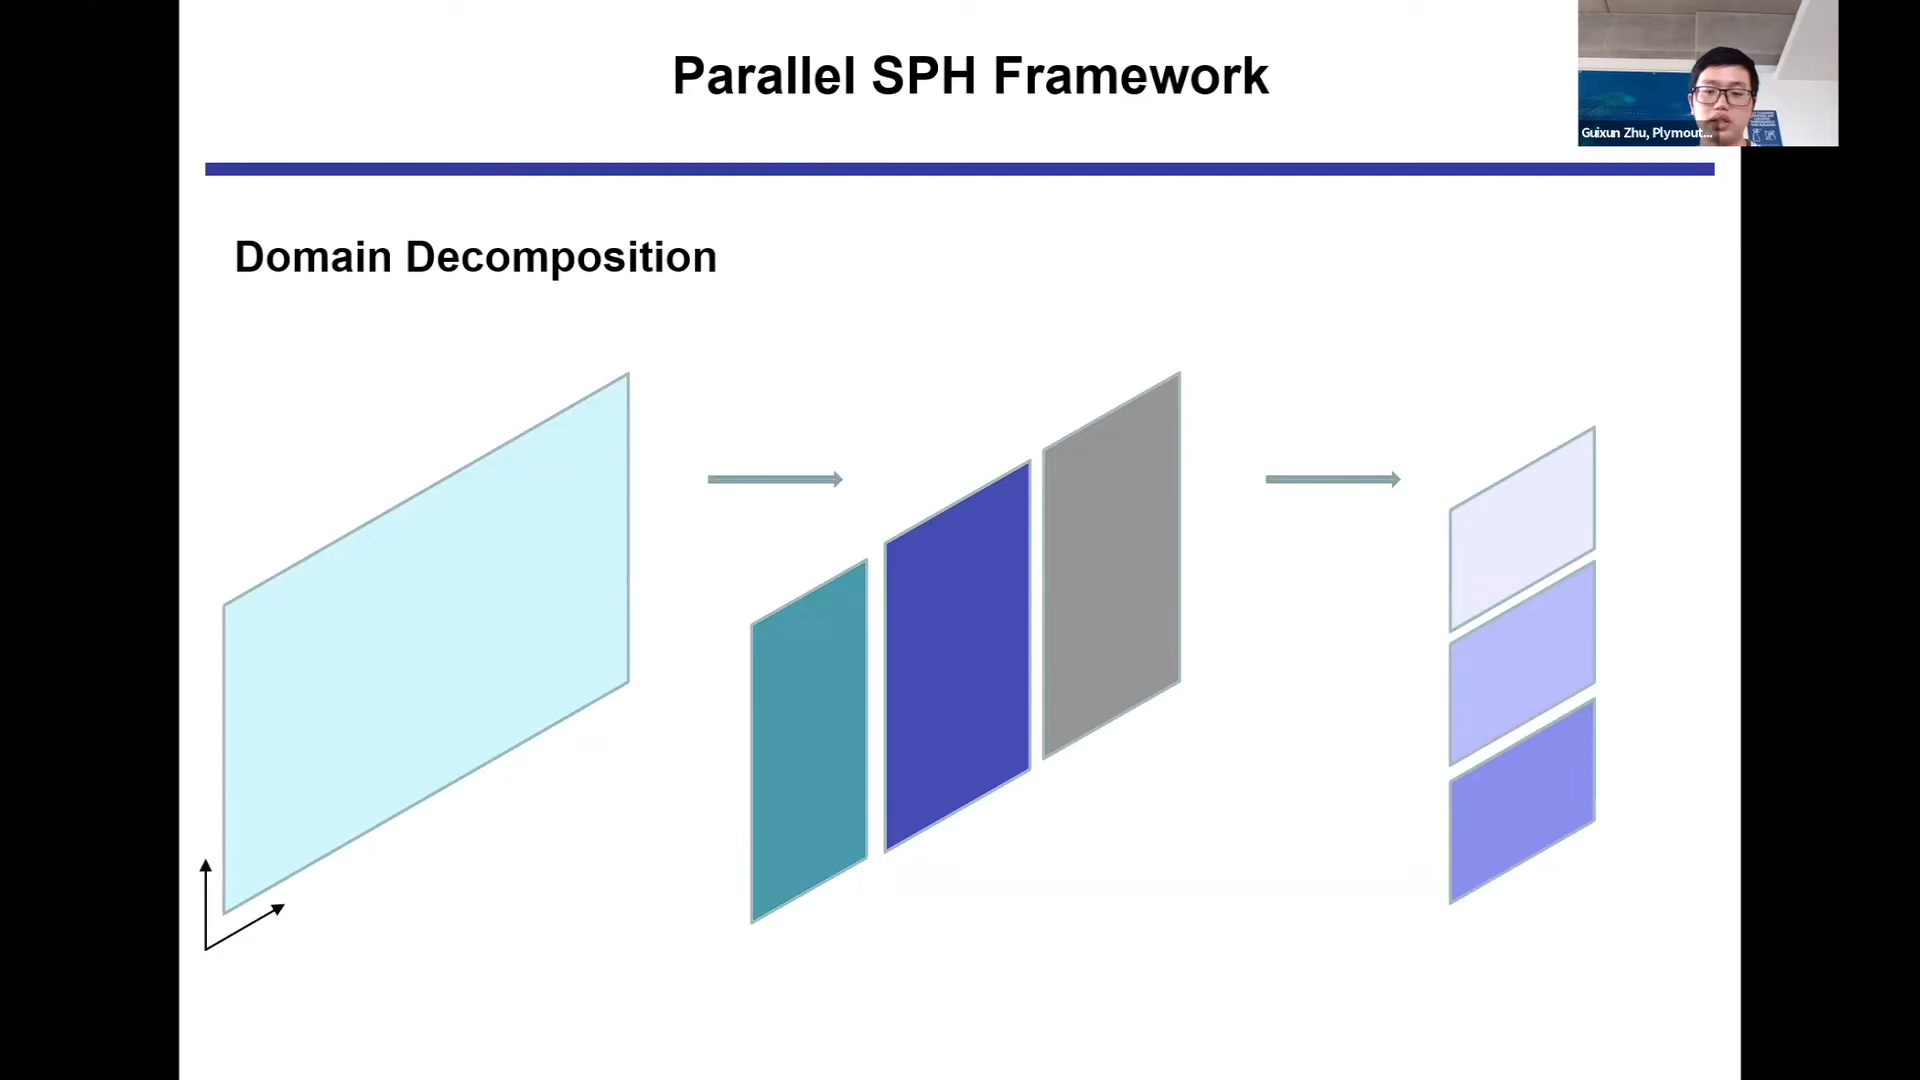 Parallel SPH Framework
Guixun Zhu, Plymout...
Domain Decomposition